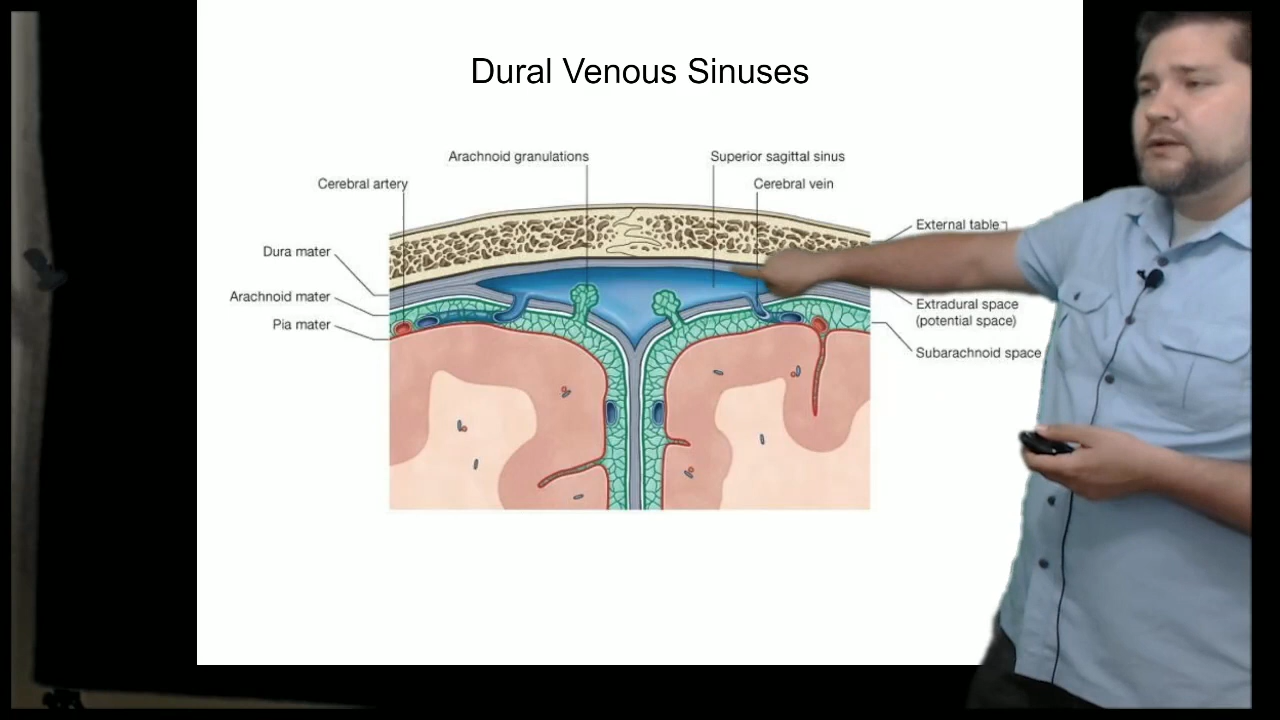 Dural Venous Sinuses
Arachnoid granulations
Superior sagittal sinus
Cerebral artery
Cerebral vein
External table
Dura mater
Arachnoid mater
Extradural space
(potential space)
Pia mater
Subarachnoid space